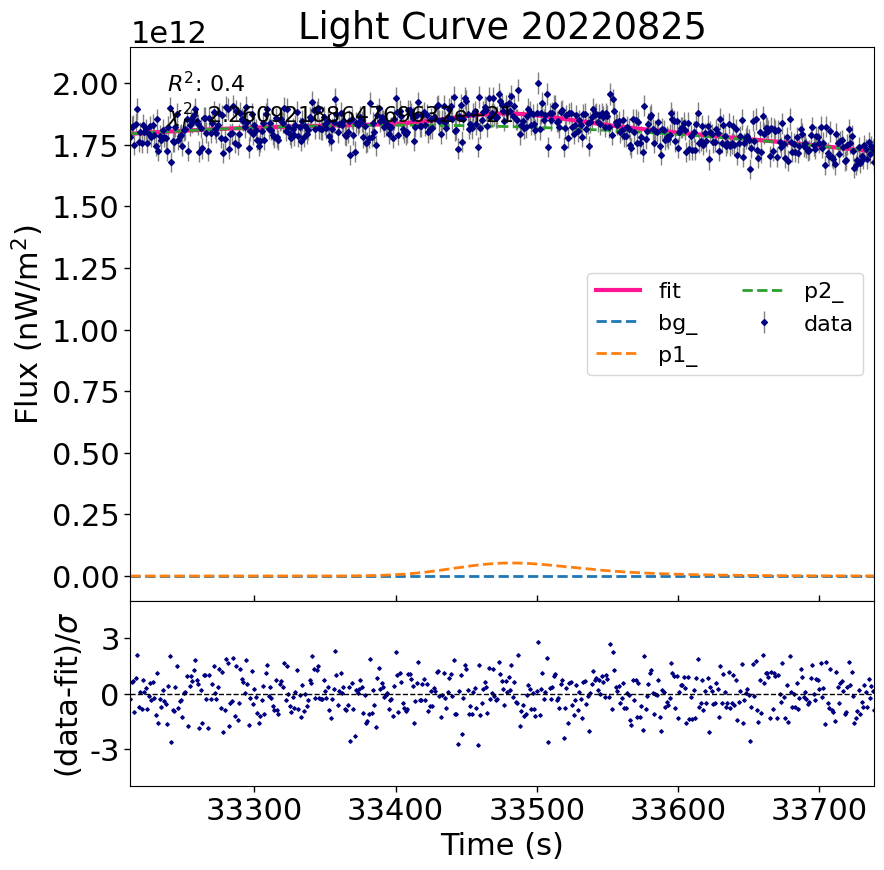 1e12
Light Curve 20220825
R²: 0.4
2.00
1.75
1.50
1.25
1.00
0.75
0.50
0.25
0.00
Flux (nW/m²)
fit
bg_
p1_
p2_
data
3
0
-3
(data-fit)/σ
33300 33400 33500 33600 33700
Time (s)